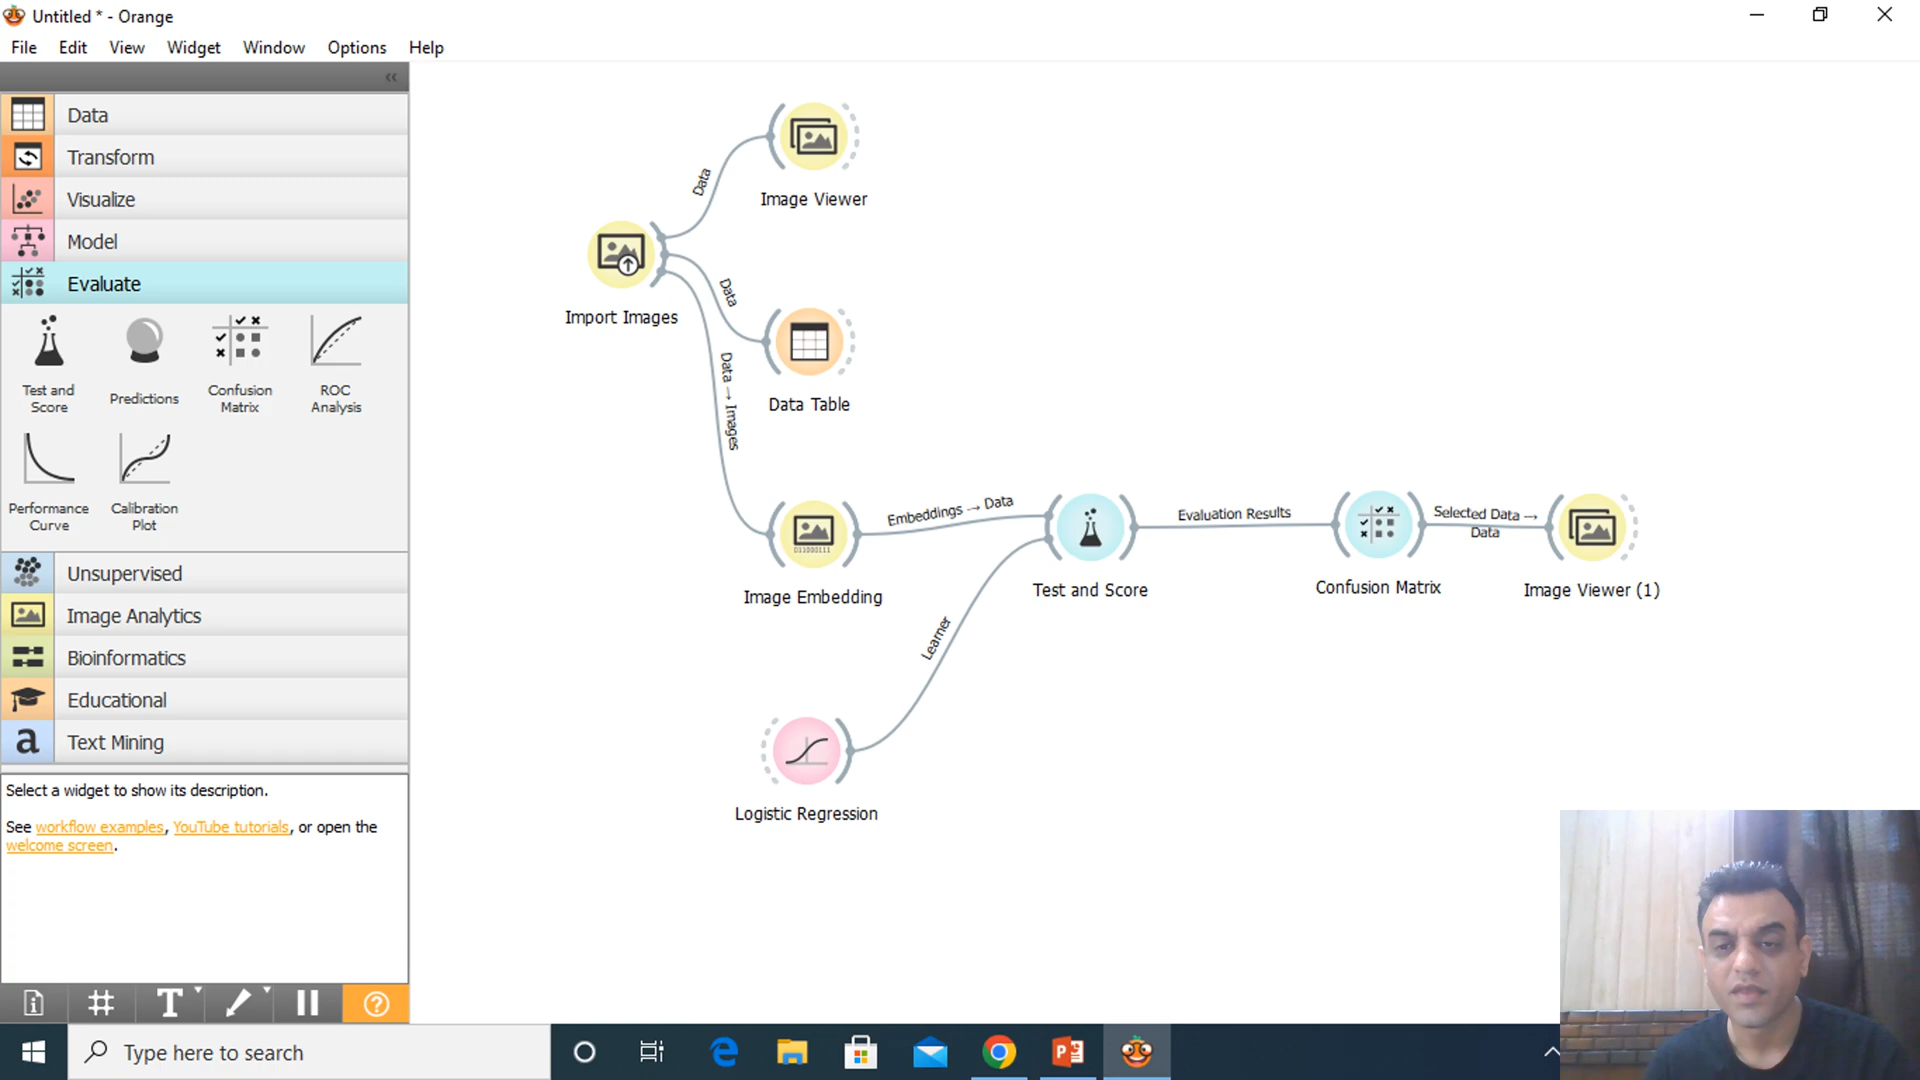 Untitled * - Orange
File Edit View Widget Window Options Help
Data
Transform
Visualize
Model
Evaluate
Test and
Score
Predictions
Confusion
Matrix
ROC
Analysis
Performance
Curve
Calibration
Plot
Unsupervised
Image Analytics
Bioinformatics
Educational
a Text Mining
Select a widget to show its description.
See workflow examples, YouTube tutorials, or open the
welcome screen.
Data
Image Viewer
Import Images
Data
Data Table
Data → Images
Image Embedding
011000111
Embeddings → Data
Test and Score
Evaluation Results
Confusion Matrix
Selected Data →
Data
Image Viewer (1)
Learner
Logistic Regression
T
Type here to search
P